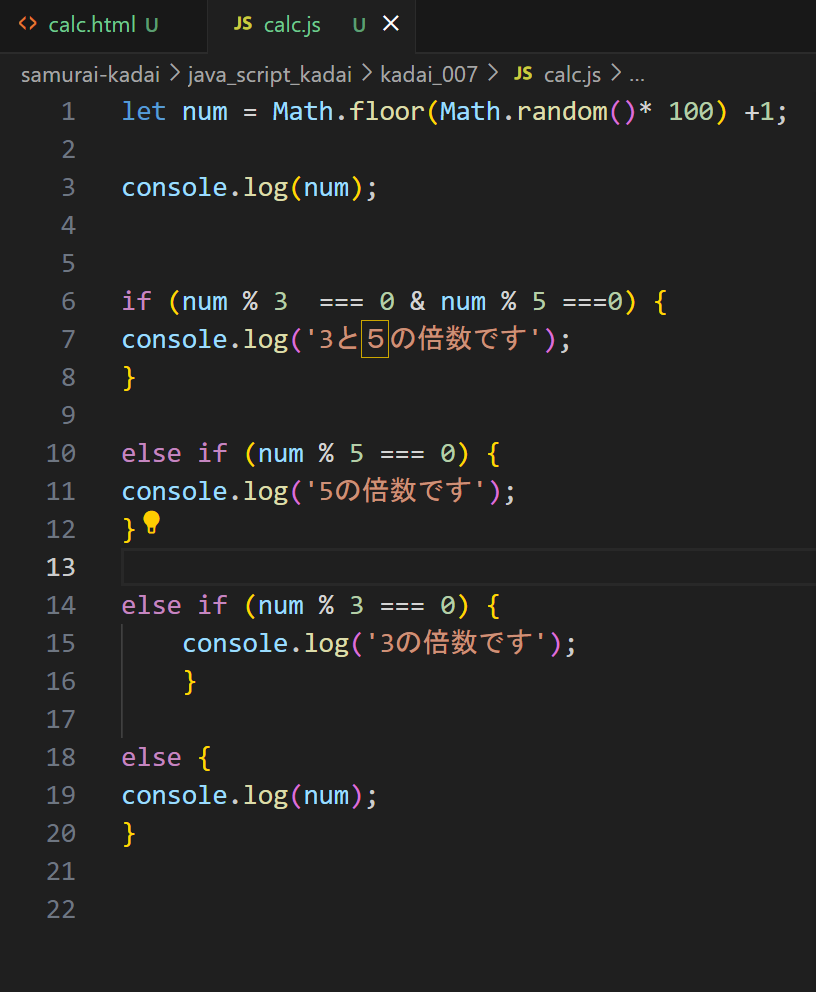 calc.html U JS calc.js U
samurai-kadai > java_script_kadai > kadai_007 > JS calc.js > ...
1 let num = Math.floor(Math.random()* 100) +1;
2
3 console.log(num);
4
5
6 if (num % 3  === 0 & num % 5 ===0) {
7 console.log('3と５の倍数です');
8 }
9
10 else if (num % 5 === 0) {
11 console.log('5の倍数です');
12 }
13
14 else if (num % 3 === 0) {
15     console.log('3の倍数です');
16     }
17
18 else {
19 console.log(num);
20 }
21
22